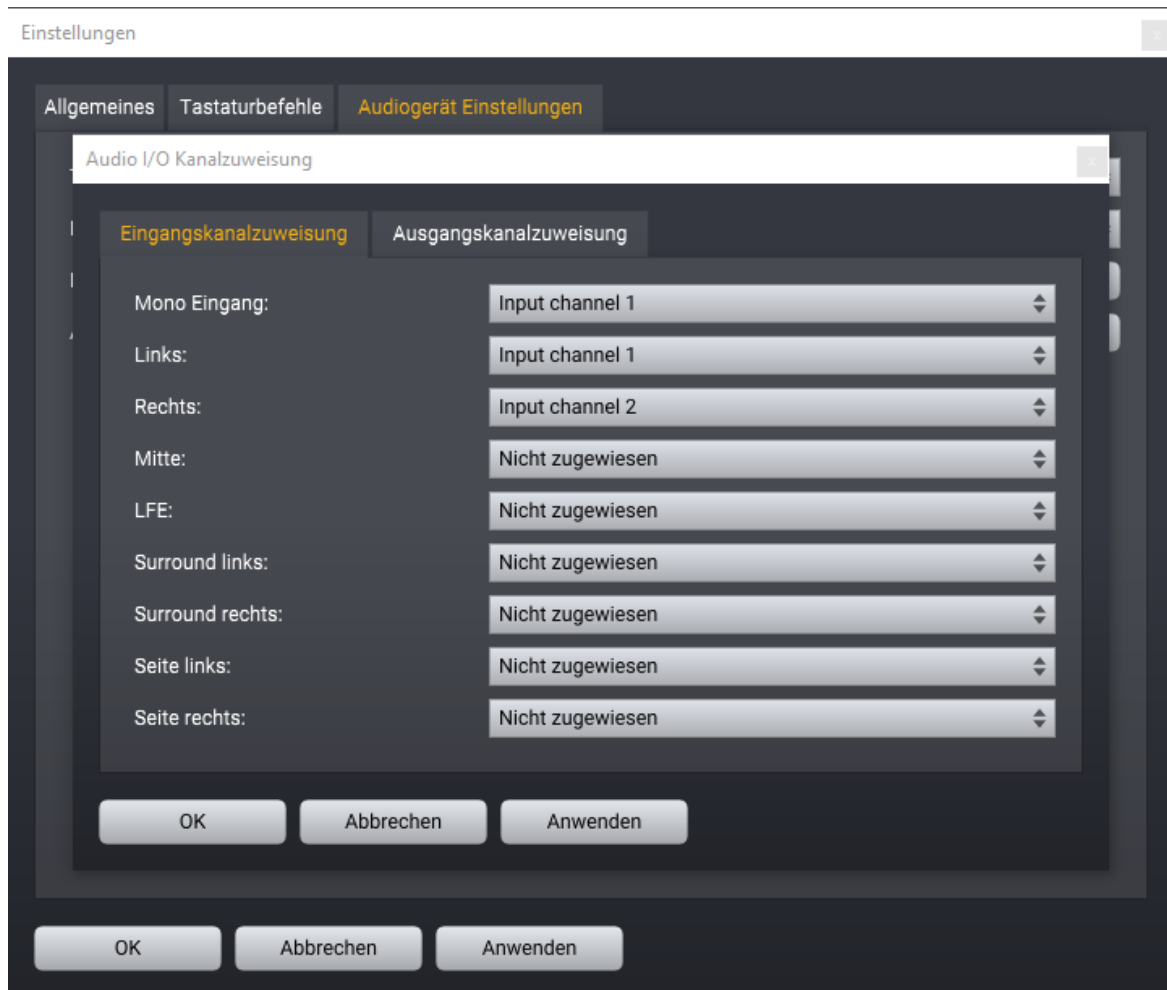 Einstellungen
Allgemeines Tastaturbefehle Audiogerät Einstellungen
Audio I/O Kanalzuweisung
Eingangskanalzuweisung Ausgangskanalzuweisung
Mono Eingang: Input channel 1
Links: Input channel 1
Rechts: Input channel 2
Mitte: Nicht zugewiesen
LFE: Nicht zugewiesen
Surround links: Nicht zugewiesen
Surround rechts: Nicht zugewiesen
Seite links: Nicht zugewiesen
Seite rechts: Nicht zugewiesen
OK Abbrechen Anwenden
OK Abbrechen Anwenden